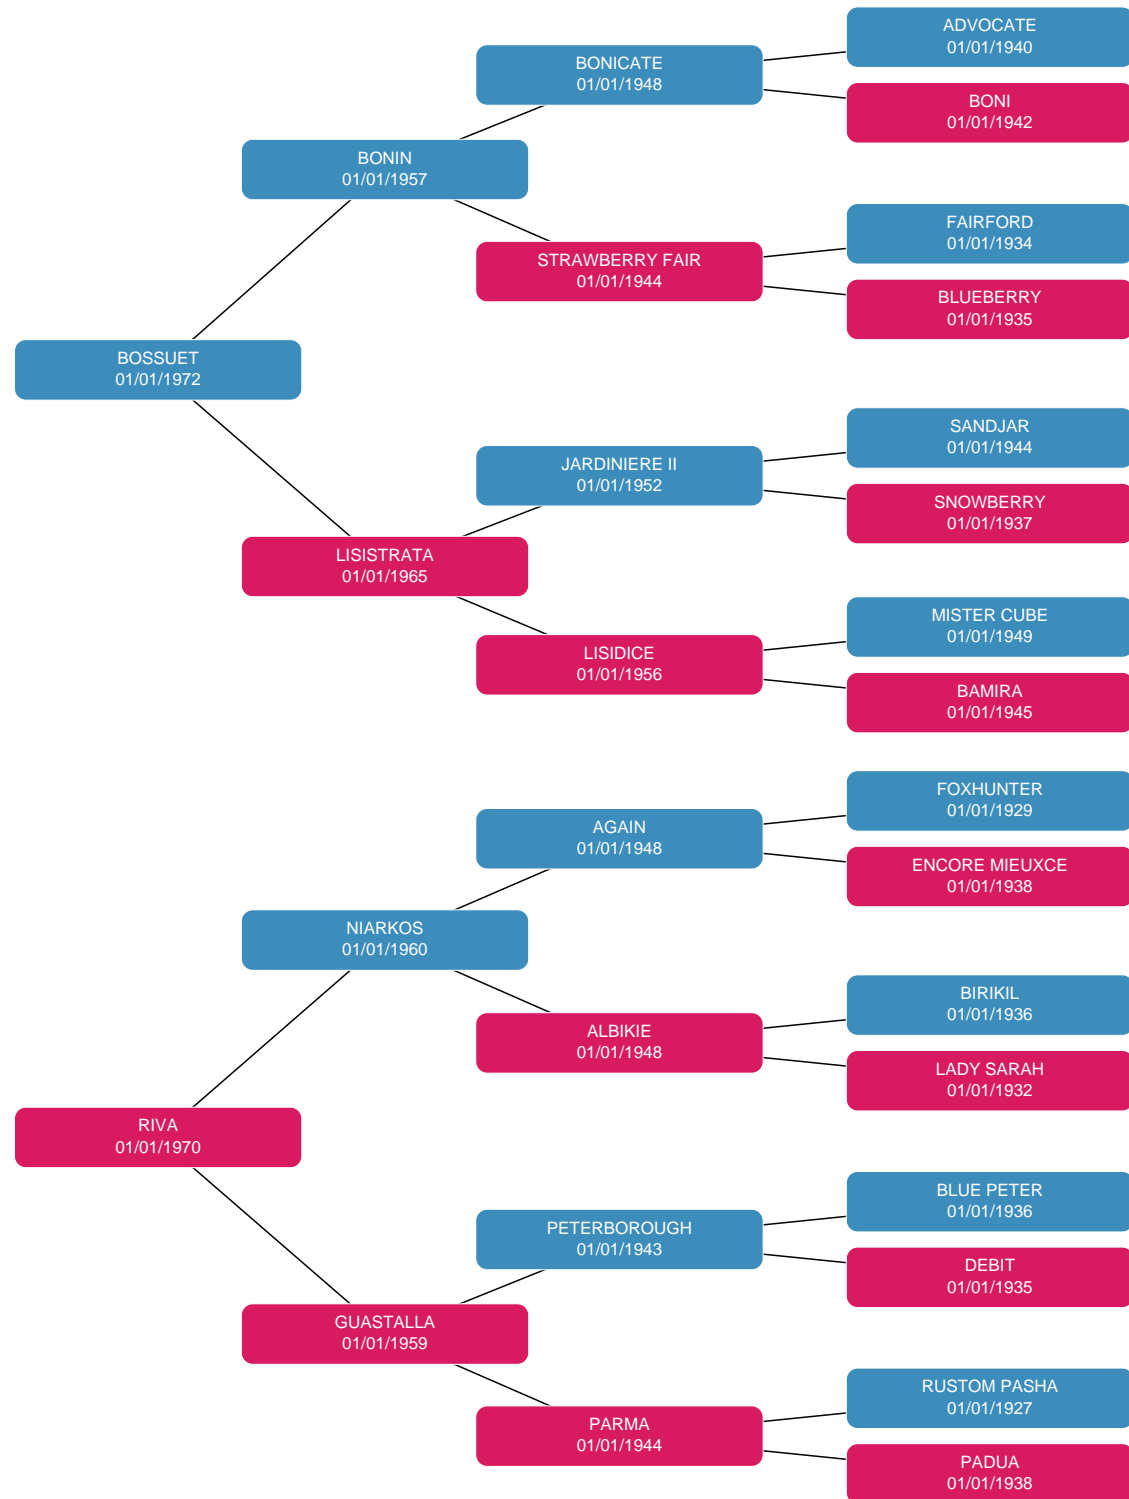 ADVOCATE
01/01/1940
BONICATE
01/01/1948
BONI
01/01/1942
BONIN
01/01/1957
FAIRFORD
01/01/1934
STRAWBERRY FAIR
01/01/1944
BLUEBERRY
01/01/1935
BOSSUET
01/01/1972
SANDJAR
01/01/1944
JARDINIERE II
01/01/1952
SNOWBERRY
01/01/1937
LISISTRATA
01/01/1965
MISTER CUBE
01/01/1949
LISIDICE
01/01/1956
BAMIRA
01/01/1945
FOXHUNTER
01/01/1929
AGAIN
01/01/1948
ENCORE MIEUXCE
01/01/1938
NIARKOS
01/01/1960
BIRIKIL
01/01/1936
ALBIKIE
01/01/1948
LADY SARAH
01/01/1932
RIVA
01/01/1970
BLUE PETER
01/01/1936
PETERBOROUGH
01/01/1943
DEBIT
01/01/1935
GUASTALLA
01/01/1959
RUSTOM PASHA
01/01/1927
PARMA
01/01/1944
PADUA
01/01/1938